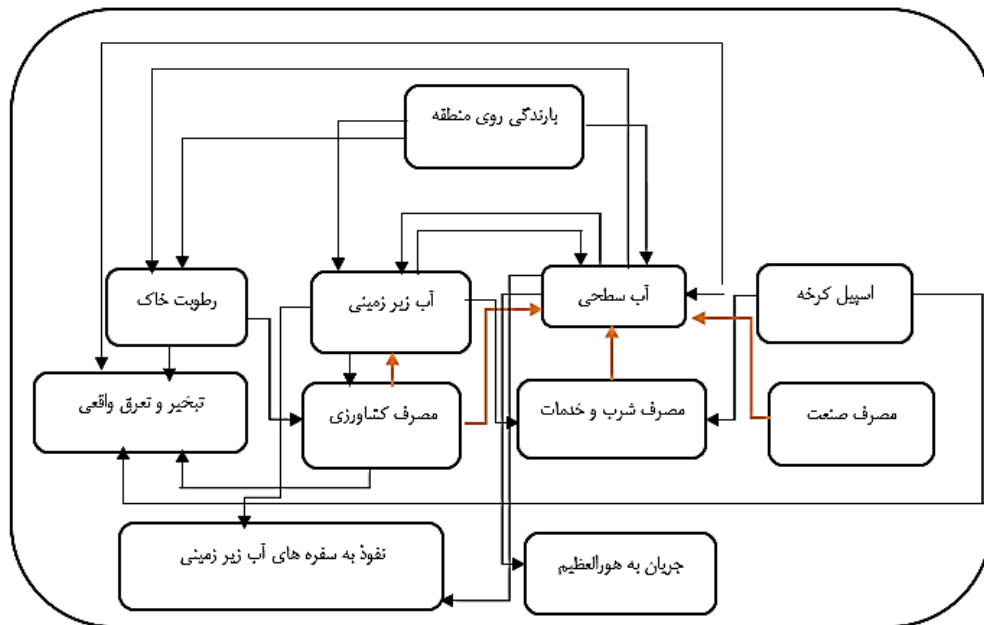 بارندگی روی منطقه
رطوبت خاک
آب زیر زمینی
آب سطحی
اسپیل کرخه
تبخیر و تعرق واقعی
مصرف کشاورزی
مصرف شرب و خدمات
مصرف صنعت
نفوذ به سفره های آب زیر زمینی
جریان به هورالعظیم